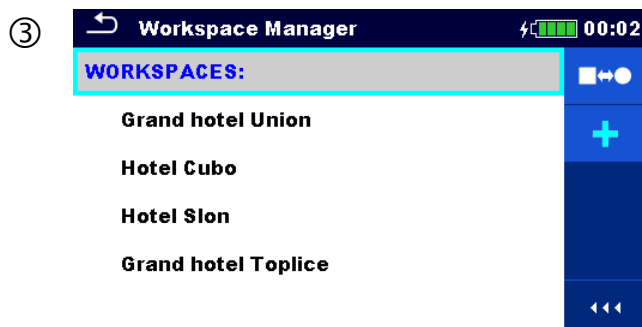 ③
Workspace Manager 00:02
WORKSPACES:
Grand hotel Union
Hotel Cubo
Hotel Slon
Grand hotel Toplice